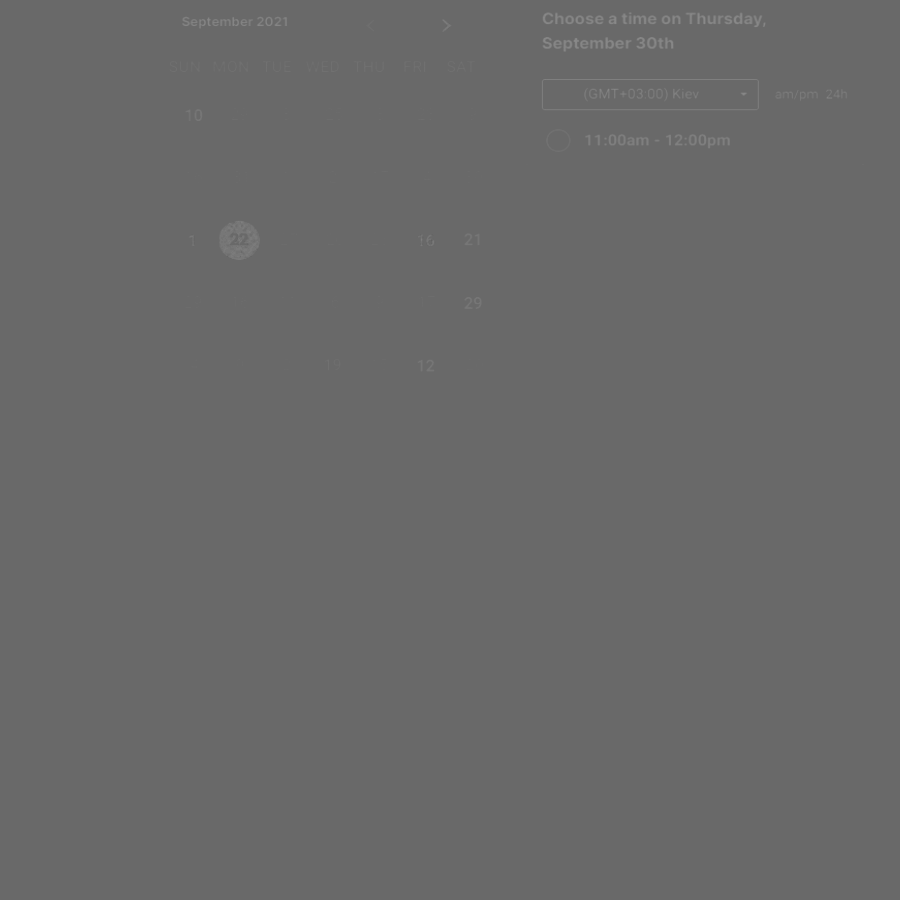 September 2021
SUN MON TUE WED THU FRI SAT
10
1 22 16 21
29
12
Choose a time on Thursday,
September 30th
(GMT+03:00) Kiev
am/pm 24h
11:00am - 12:00pm